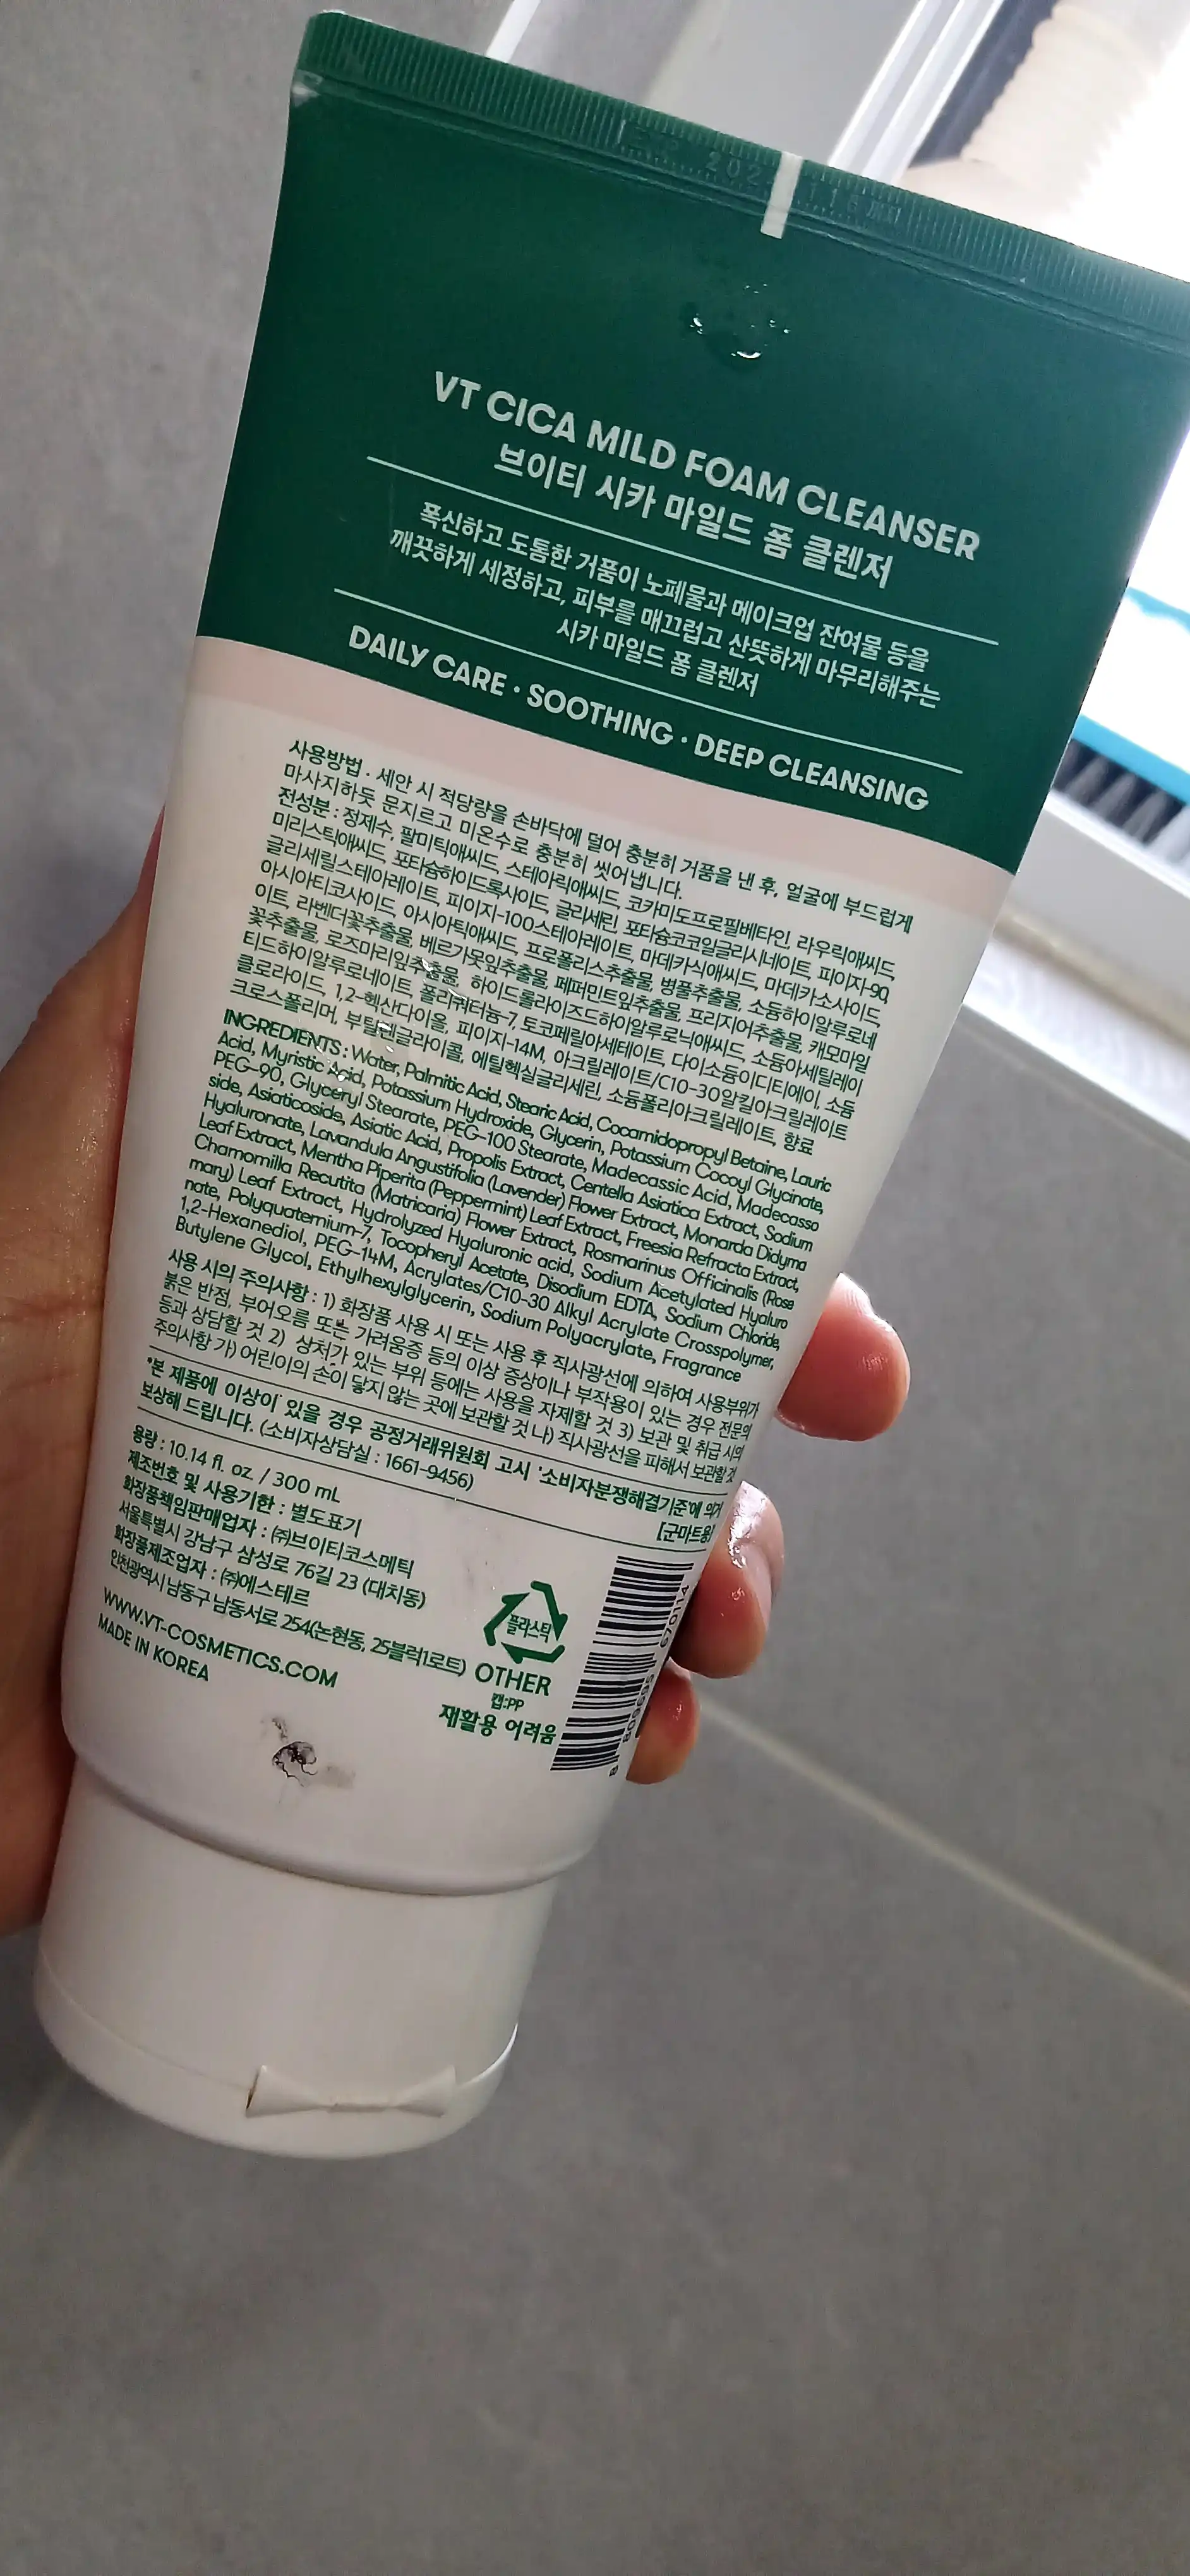 VT CICA MILD FOAM CLEANSER
브이티 시카 마일드 폼 클렌저
폭신하고 도톰한 거품이 노폐물과 메이크업 잔여물 등을
깨끗하게 세정하고, 피부를 매끄럽고 산뜻하게 마무리해주는
시카 마일드 폼 클렌저
DAILY CARE · SOOTHING · DEEP CLEANSING
사용방법 . 세안 시 적당량을 손바닥에 덜어 충분히 거품을 낸 후, 얼굴에 부드럽게
마사지하듯 문지르고 미온수로 충분히 씻어냅니다.
전성분 : 정제수, 팔미틱애씨드, 스테아릭애씨드, 코카미도프로필베타인, 라우릭애씨드,
미리스틱애씨드, 포타슘하이드록사이드, 글리세린, 포타슘코코일글리시네이트, 피이지-90,
글리세릴스테아레이트, 피이지-100스테아레이트, 마데카식애씨드, 마데카소사이드,
아시아티코사이드, 아시아틱애씨드, 프로폴리스추출물, 병풀추출물, 소듐하이알루로네
이트, 라벤더꽃추출물, 베르가못잎추출물, 페퍼민트잎추출물, 프리지어추출물, 캐모마일
꽃추출물, 로즈마리잎추출물, 하이드롤라이즈드하이알루로닉애씨드, 소듐아세틸레이
티드하이알루로네이트, 폴리쿼터늄-7, 토코페릴아세테이트, 다이소듐이디티에이, 소듐
클로라이드, 1,2-헥산다이올, 피이지-14M, 아크릴레이트/C10-30알킬아크릴레이트
크로스폴리머, 부틸렌글라이콜, 에틸헥실글리세린, 소듐폴리아크릴레이트, 향료
INGREDIENTS : Water, Palmitic Acid, Stearic Acid, Cocamidopropyl Betaine, Lauric
Acid, Myristic Acid, Potassium Hydroxide, Glycerin, Potassium Cocoyl Glycinate,
PEG-90, Glyceryl Stearate, PEG-100 Stearate, Madecassic Acid, Madecasso
side, Asiaticoside, Asiatic Acid, Propolis Extract, Centella Asiatica Extract, Sodium
Hyaluronate, Lavandula Angustifolia (Lavender) Flower Extract, Monarda Didyma
Leaf Extract, Mentha Piperita (Peppermint) Leaf Extract, Freesia Refracta Extract,
Chamomilla Recutita (Matricaria) Flower Extract, Rosmarinus Officinalis (Rose
mary) Leaf Extract, Hydrolyzed Hyaluronic acid, Sodium Acetylated Hyaluro
nate, Polyquaternium-7, Tocopheryl Acetate, Disodium EDTA, Sodium Chloride,
1,2-Hexanediol, PEG-14M, Acrylates/C10-30 Alkyl Acrylate Crosspolymer,
Butylene Glycol, Ethylhexylglycerin, Sodium Polyacrylate, Fragrance
사용 시의 주의사항 : 1) 화장품 사용 시 또는 사용 후 직사광선에 의하여 사용부위가
붉은 반점, 부어오름 또는 가려움증 등의 이상 증상이나 부작용이 있는 경우 전문의
등과 상담할 것 2) 상처가 있는 부위 등에는 사용을 자제할 것 3) 보관 및 취급 시의
주의사항 가) 어린이의 손이 닿지 않는 곳에 보관할 것 나) 직사광선을 피해서 보관할 것
*본 제품에 이상이 있을 경우 공정거래위원회 고시 '소비자분쟁해결기준'에 의거
보상해 드립니다. (소비자상담실 : 1661-9456)
[군마트용]
용량 : 10.14 fl. oz. / 300 mL
제조번호 및 사용기한 : 별도표기
화장품책임판매업자 : ㈜브이티코스메틱
서울특별시 강남구 삼성로 76길 23 (대치동)
화장품제조업자 : ㈜에스테르
인천광역시 남동구 남동서로 254(논현동, 25블럭1로트)
WWW.VT-COSMETICS.COM
MADE IN KOREA
플라스틱
OTHER
캡:PP
재활용 어려움